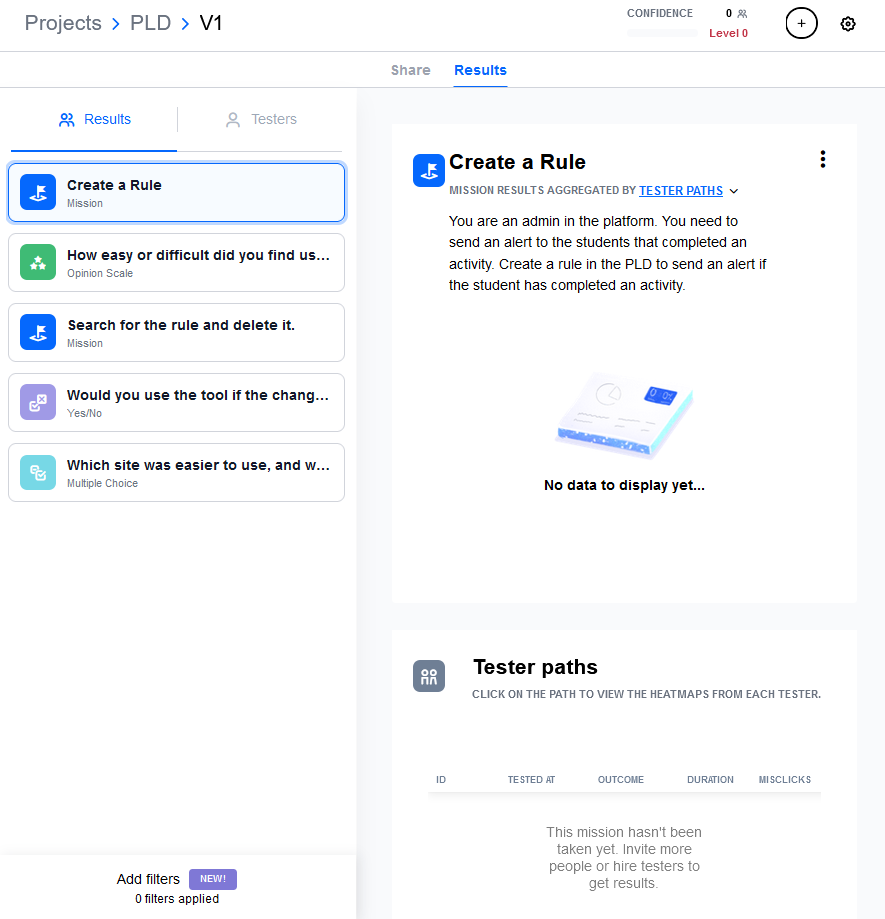 Projects > PLD > V1
CONFIDENCE
0
Level 0
+
Share
Results
Results
Testers
Create a Rule
Mission
How easy or difficult did you find us...
Opinion Scale
Search for the rule and delete it.
Mission
Would you use the tool if the chang...
Yes/No
Which site was easier to use, and w...
Multiple Choice
Add filters NEW!
0 filters applied
Create a Rule
MISSION RESULTS AGGREGATED BY TESTER PATHS
You are an admin in the platform. You need to
send an alert to the students that completed an
activity. Create a rule in the PLD to send an alert if
the student has completed an activity.
No data to display yet...
Tester paths
CLICK ON THE PATH TO VIEW THE HEATMAPS FROM EACH TESTER.
ID TESTED AT OUTCOME DURATION MISCLICKS
This mission hasn't been
taken yet. Invite more
people or hire testers to
get results.